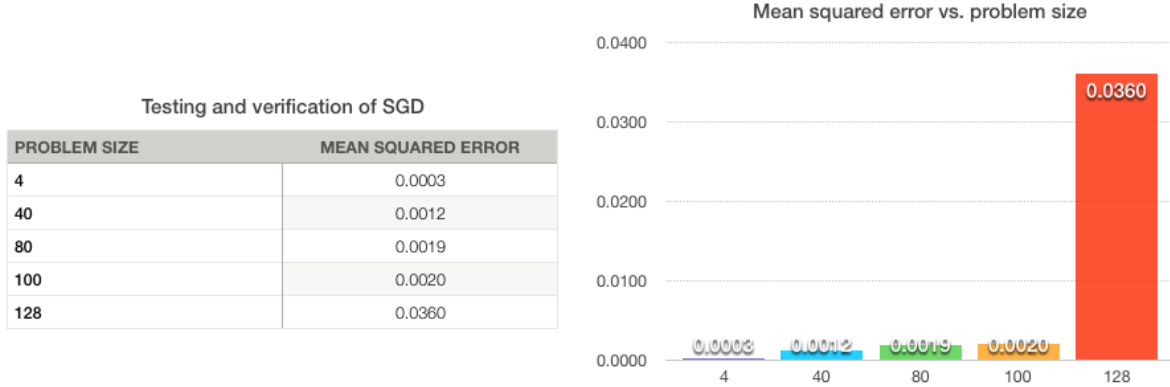 Testing and verification of SGD
PROBLEM SIZE MEAN SQUARED ERROR
4 0.0003
40 0.0012
80 0.0019
100 0.0020
128 0.0360
Mean squared error vs. problem size
0.0400
0.0300
0.0200
0.0100
0.0000
0.0003 0.0012 0.0019 0.0020 0.0360
4 40 80 100 128